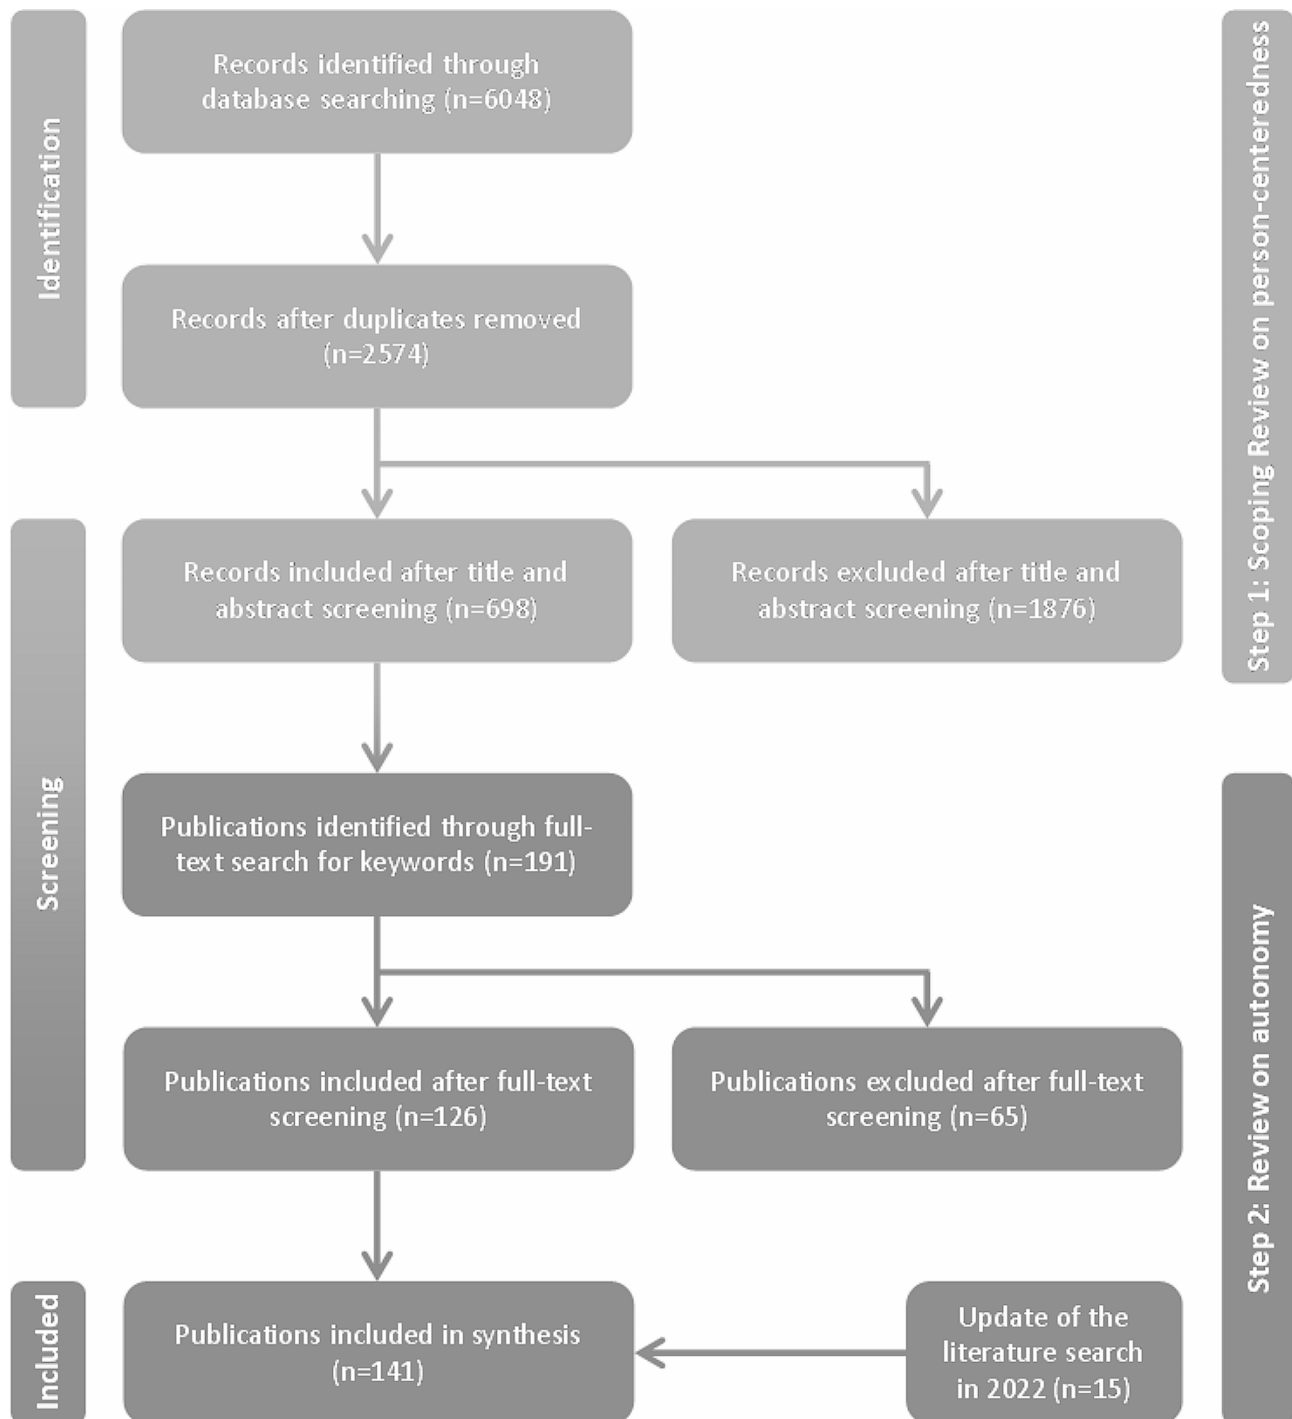 Identification
Records identified through
database searching (n=6048)
Records after duplicates removed
(n=2574)
Step 1: Scoping Review on person-centeredness
Screening
Records included after title and
abstract screening (n=698)
Records excluded after title and
abstract screening (n=1876)
Publications identified through full-
text search for keywords (n=191)
Publications included after full-text
screening (n=126)
Publications excluded after full-text
screening (n=65)
Step 2: Review on autonomy
Included
Publications included in synthesis
(n=141)
Update of the
literature search
in 2022 (n=15)